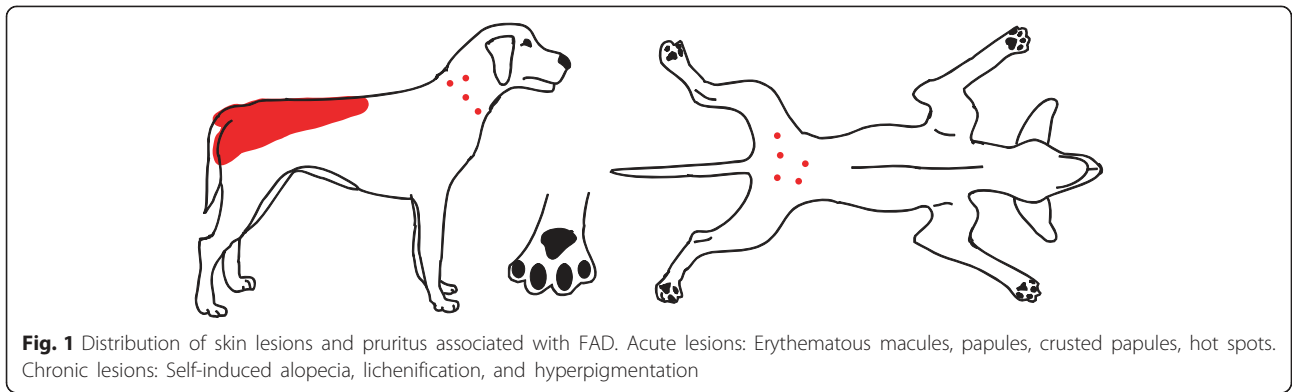 Fig. 1 Distribution of skin lesions and pruritus associated with FAD. Acute lesions: Erythematous macules, papules, crusted papules, hot spots.
Chronic lesions: Self-induced alopecia, lichenification, and hyperpigmentation